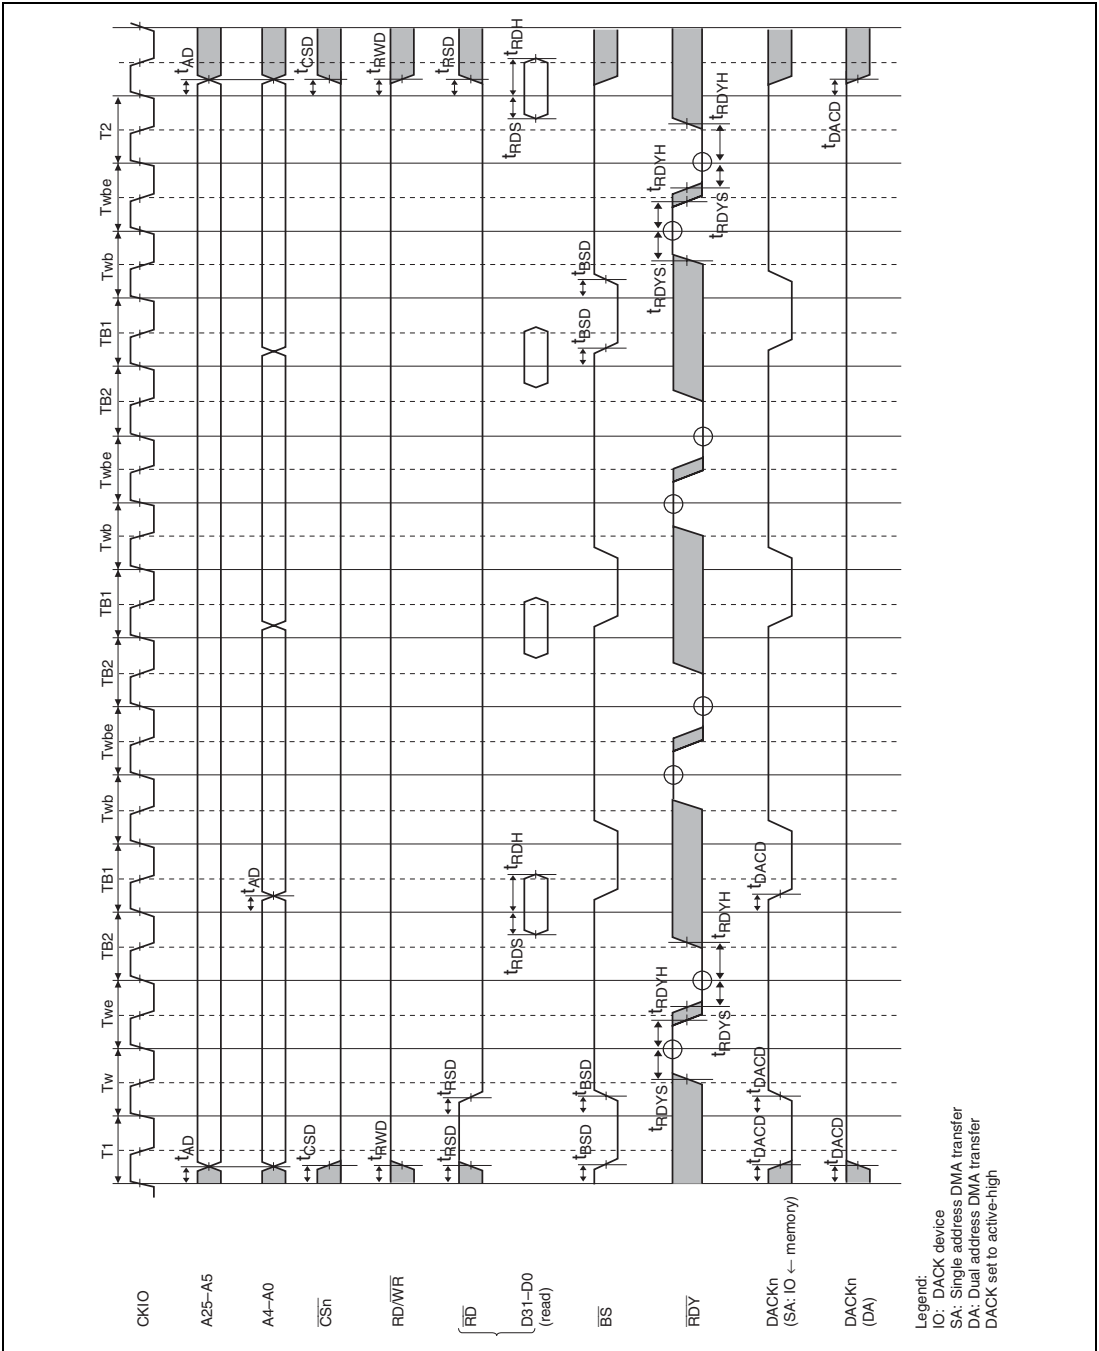 T1 Tw Twe TB2 TB1 Twb Twbe TB2 TB1 Twb Twbe TB2 TB1 Twb Twbe T2
CKIO
tAD tAD
A25–A5
tAD
A4–A0
tCSD tCSD
CSn
tRWD tRWD
RD/WR
tRSD tRSD tRSD
RD
tRDS tRDH tRDS tRDH
D31–D0
(read)
tBSD tBSD tBSD tBSD
BS
tRDYS tRDYH tRDYS tRDYH
RDY
tRDYS tRDYH tRDYS tRDYH
tDACD tDACD tDACD
DACKn
(SA: IO ← memory)
tDACD tDACD
DACKn
(DA)
Legend:
IO: DACK device
SA: Single address DMA transfer
DA: Dual address DMA transfer
DACK set to active-high